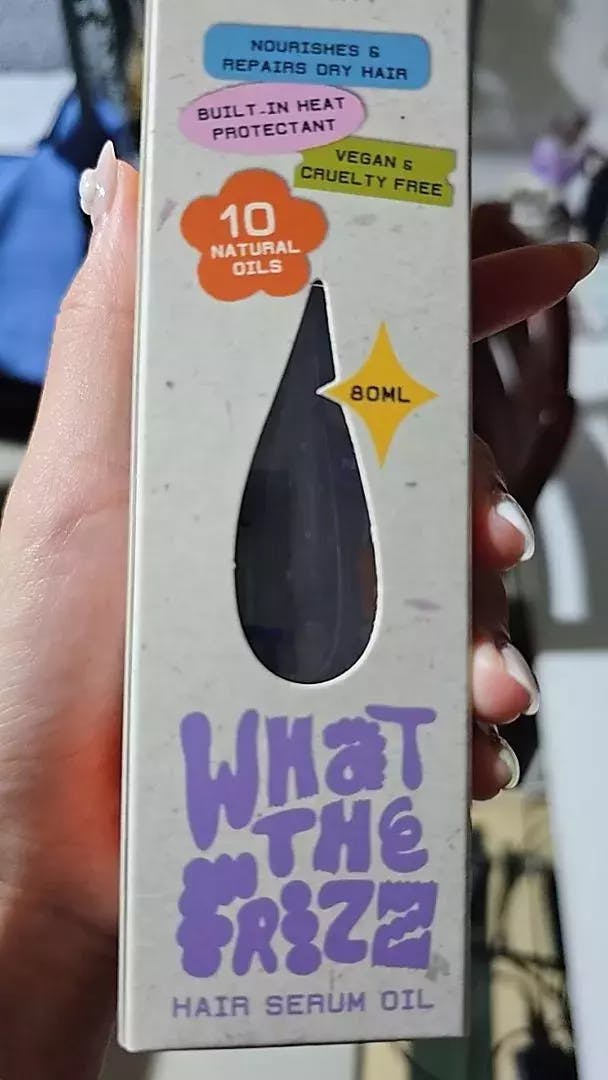 NOURISHES &
REPAIRS DRY HAIR
BUILT-IN HEAT
PROTECTANT
VEGAN &
CRUELTY FREE
10
NATURAL
OILS
80ML
WHAT
THE
FRIZZ
HAIR SERUM OIL